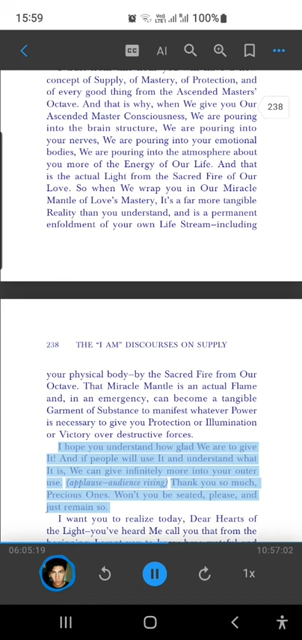 15:59
100%
CC
AI
concept of Supply, of Mastery, of Protection, and
of every good thing from the Ascended Masters'
Octave. And that is why, when We give you Our
Ascended Master Consciousness, We are pouring
into the brain structure, We are pouring into
your nerves, We are pouring into your emotional
bodies, We are pouring into the atmosphere about
you more of the Energy of Our Life. And that
is the actual Light from the Sacred Fire of Our
Love. So when We wrap you in Our Miracle
Mantle of Love's Mastery, It's a far more tangible
Reality than you understand, and is a permanent
enfoldment of your own Life Stream—including
238
238 THE "I AM" DISCOURSES ON SUPPLY
your physical body—by the Sacred Fire from Our
Octave. That Miracle Mantle is an actual Flame
and, in an emergency, can become a tangible
Garment of Substance to manifest whatever Power
is necessary to give you Protection or Illumination
or Victory over destructive forces.
I hope you understand how glad We are to give
It! And if people will use It and understand what
It is, We can give infinitely more into your outer
use. (applause—audience rising) Thank you so much,
Precious Ones. Won't you be seated, please, and
just remain so.
I want you to realize today, Dear Hearts of
the Light—you've heard Me call you that from the
06:05:19
10:57:02
1x